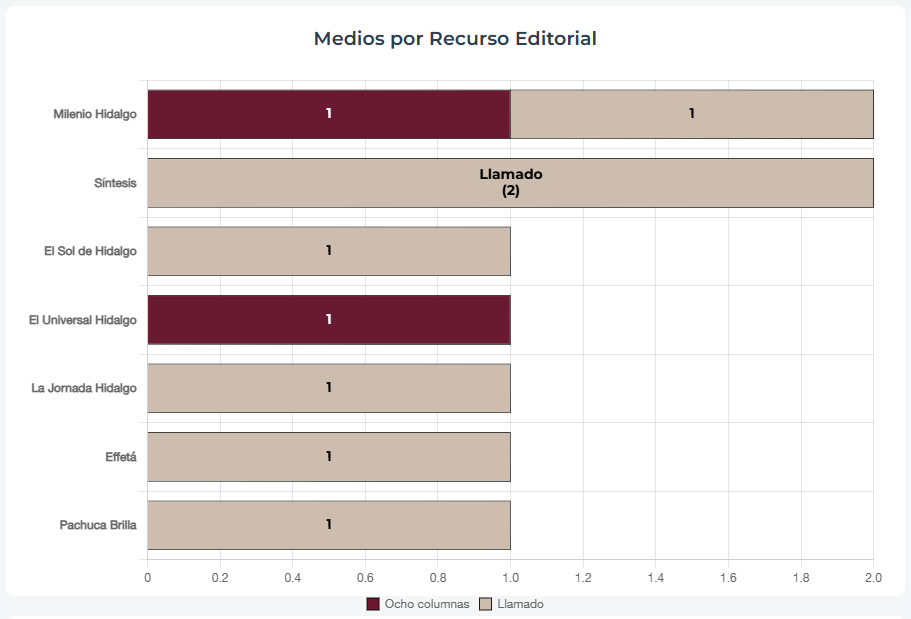 Medios por Recurso Editorial
Milenio Hidalgo
1
1
Síntesis
Llamado
(2)
El Sol de Hidalgo
1
El Universal Hidalgo
1
La Jornada Hidalgo
1
Effetá
1
Pachuca Brilla
1
0 0.2 0.4 0.6 0.8 1.0 1.2 1.4 1.6 1.8 2.0
Ocho columnas Llamado